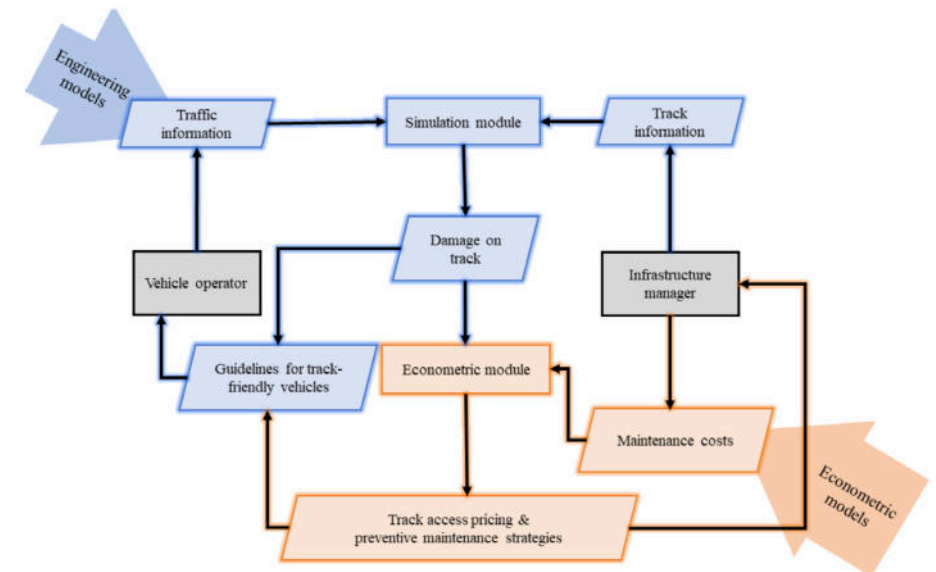 Engineering
models
Traffic
information
Simulation module
Track
information
Damage on
track
Vehicle operator
Infrastructure
manager
Guidelines for track-
friendly vehicles
Econometric module
Maintenance costs
Econometric
models
Track access pricing &
preventive maintenance strategies